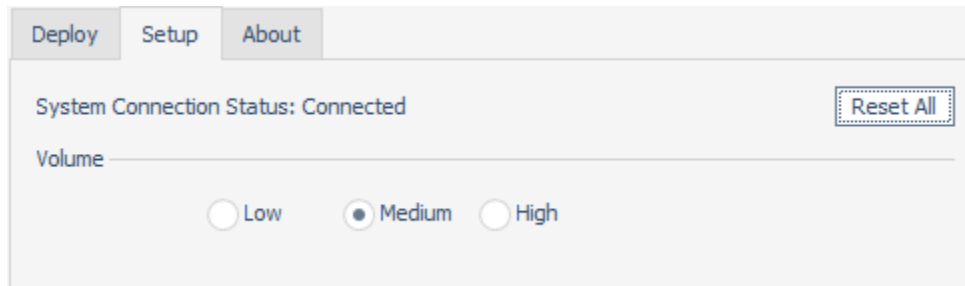 Deploy Setup About
System Connection Status: Connected Reset All
Volume
Low Medium High